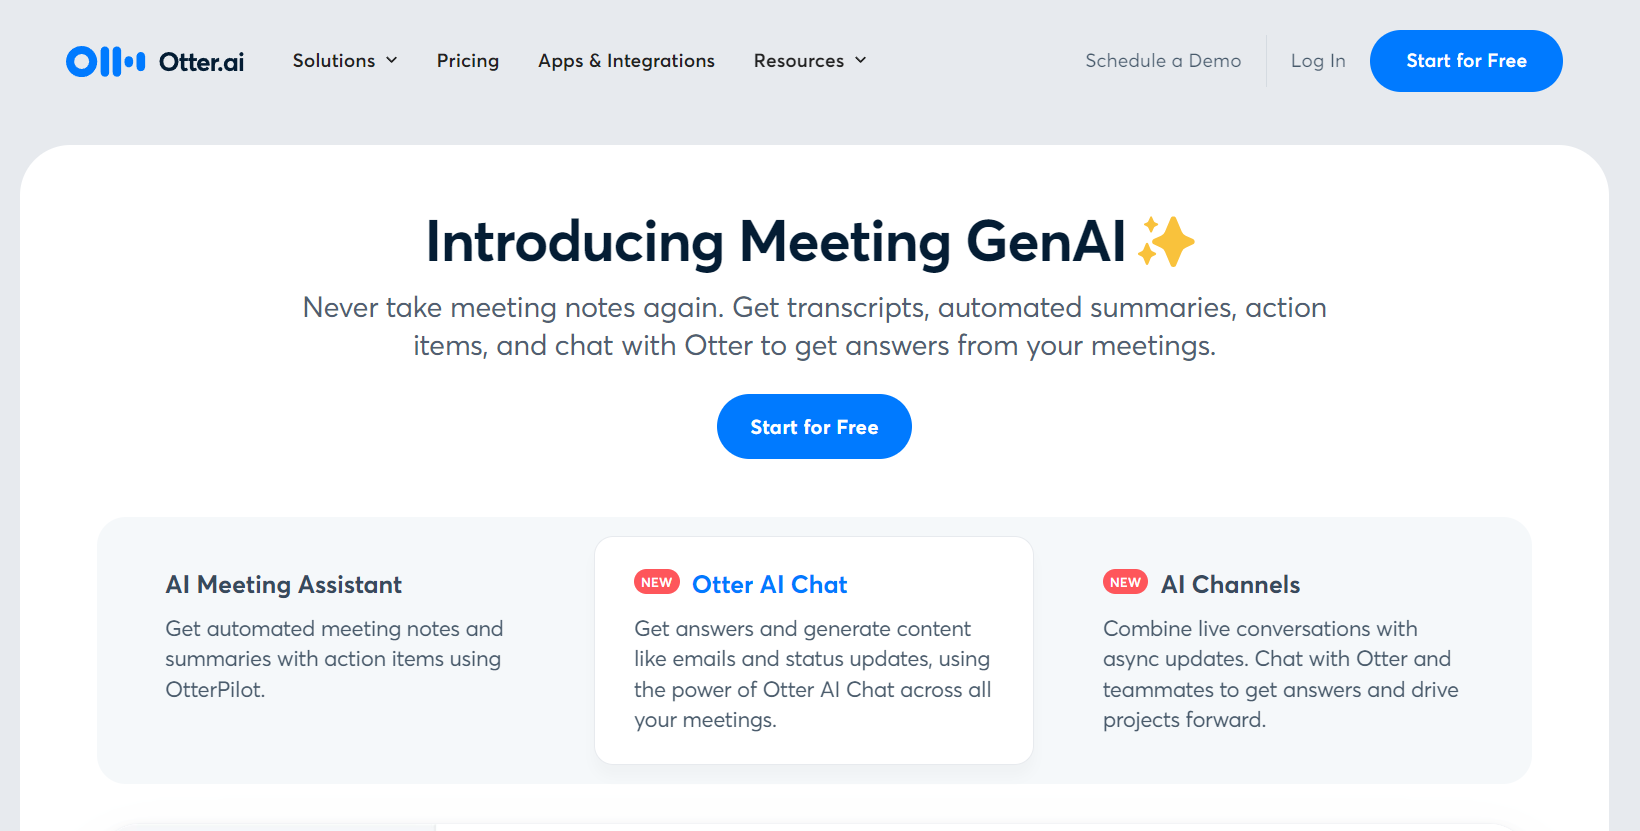 Otter.ai
Solutions
Pricing
Apps & Integrations
Resources
Schedule a Demo
Log In
Start for Free
Introducing Meeting GenAI
Never take meeting notes again. Get transcripts, automated summaries, action
items, and chat with Otter to get answers from your meetings.
Start for Free
AI Meeting Assistant
Get automated meeting notes and
summaries with action items using
OtterPilot.
NEW Otter AI Chat
Get answers and generate content
like emails and status updates, using
the power of Otter AI Chat across all
your meetings.
NEW AI Channels
Combine live conversations with
async updates. Chat with Otter and
teammates to get answers and drive
projects forward.